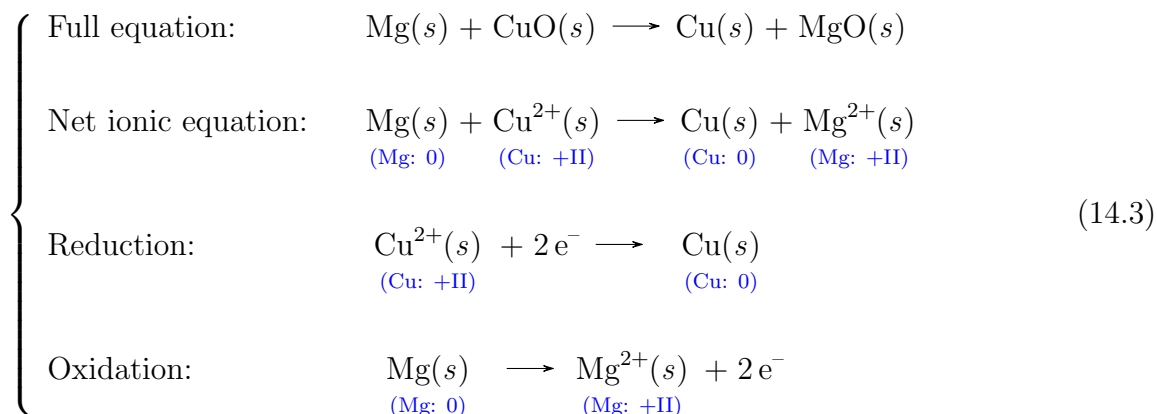 Full equation: Mg(s) + CuO(s) ⟶ Cu(s) + MgO(s)
Net ionic equation: Mg(s) + Cu²⁺(s) ⟶ Cu(s) + Mg²⁺(s)
(Mg: 0) (Cu: +II) (Cu: 0) (Mg: +II)
(14.3)
Reduction: Cu²⁺(s) + 2 e⁻ ⟶ Cu(s)
(Cu: +II) (Cu: 0)
Oxidation: Mg(s) ⟶ Mg²⁺(s) + 2 e⁻
(Mg: 0) (Mg: +II)